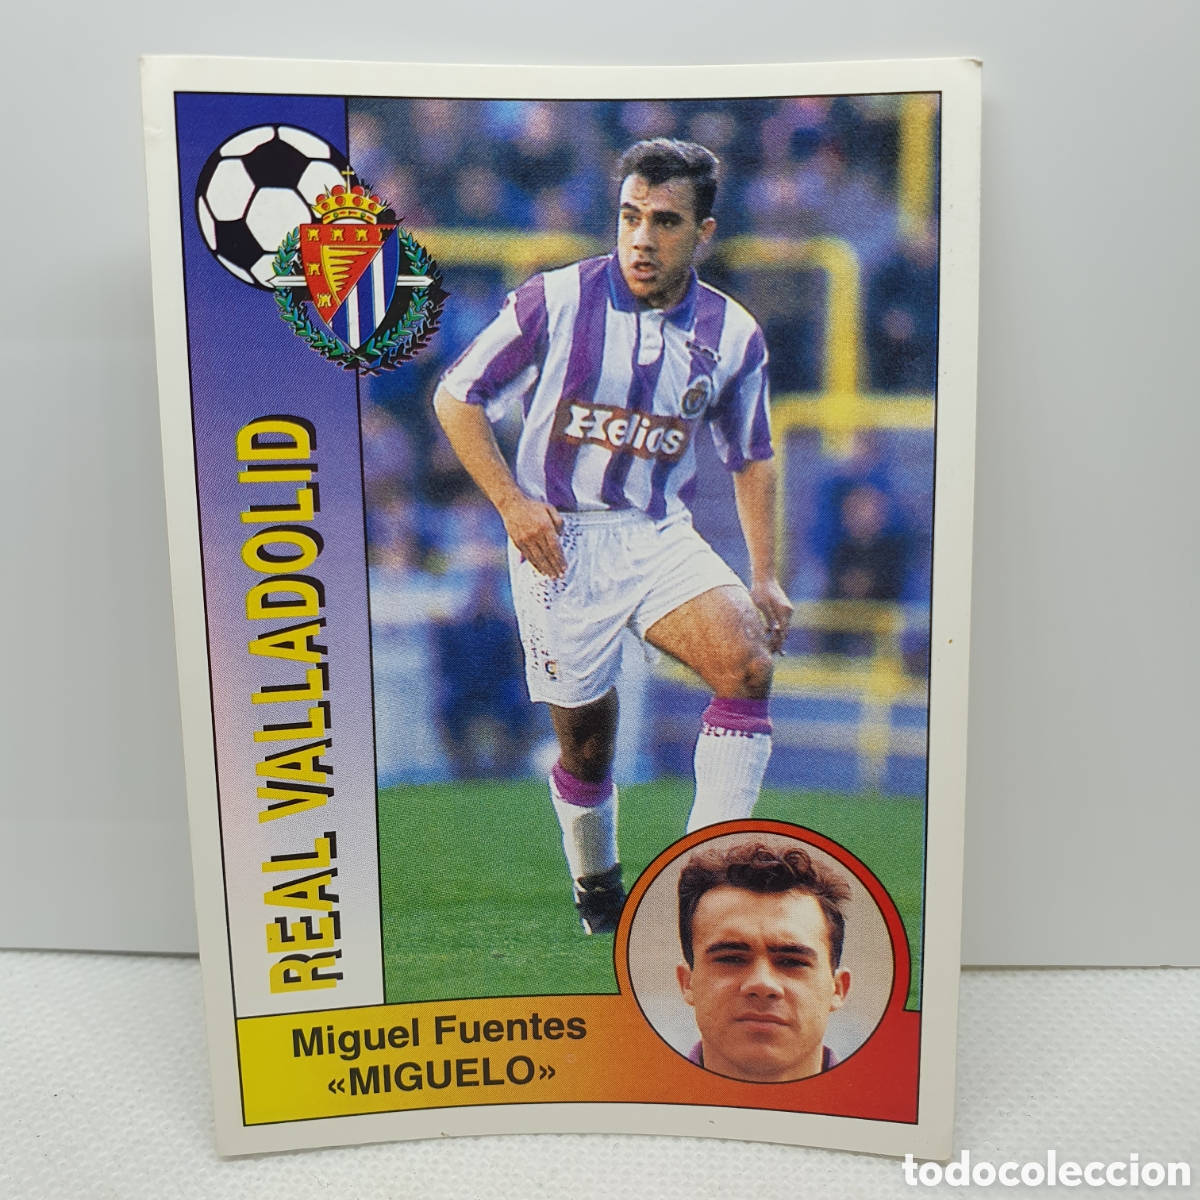 REAL VALLADOLID
Helios
Miguel Fuentes
«MIGUELO»
todocoleccion